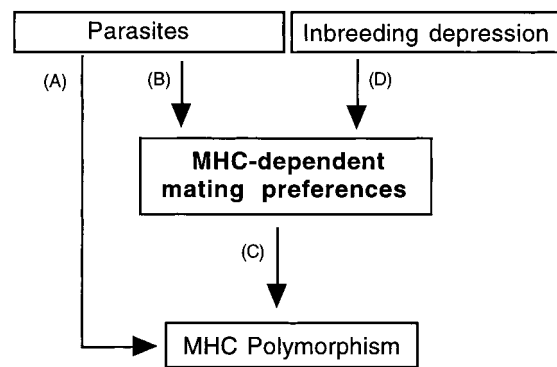 Parasites
Inbreeding depression
(A)
(B)
(D)
MHC-dependent
mating preferences
(C)
MHC Polymorphism